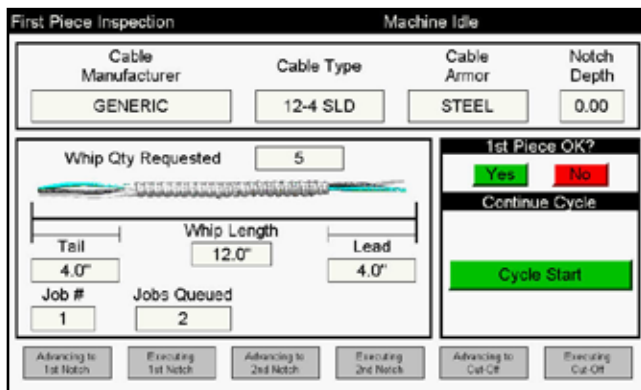 First Piece Inspection Machine Idle
Cable Manufacturer
Cable Type
Cable Armor
Notch Depth
GENERIC
12-4 SLD
STEEL
0.00
Whip Qty Requested 5
Whip Length
12.0"
Tail
4.0"
Lead
4.0"
Job #
1
Jobs Queued
2
1st Piece OK?
Yes No
Continue Cycle
Cycle Start
Advancing to 1st Notch
Executing 1st Notch
Advancing to 2nd Notch
Executing 2nd Notch
Advancing to Cut-Off
Executing Cut-Off